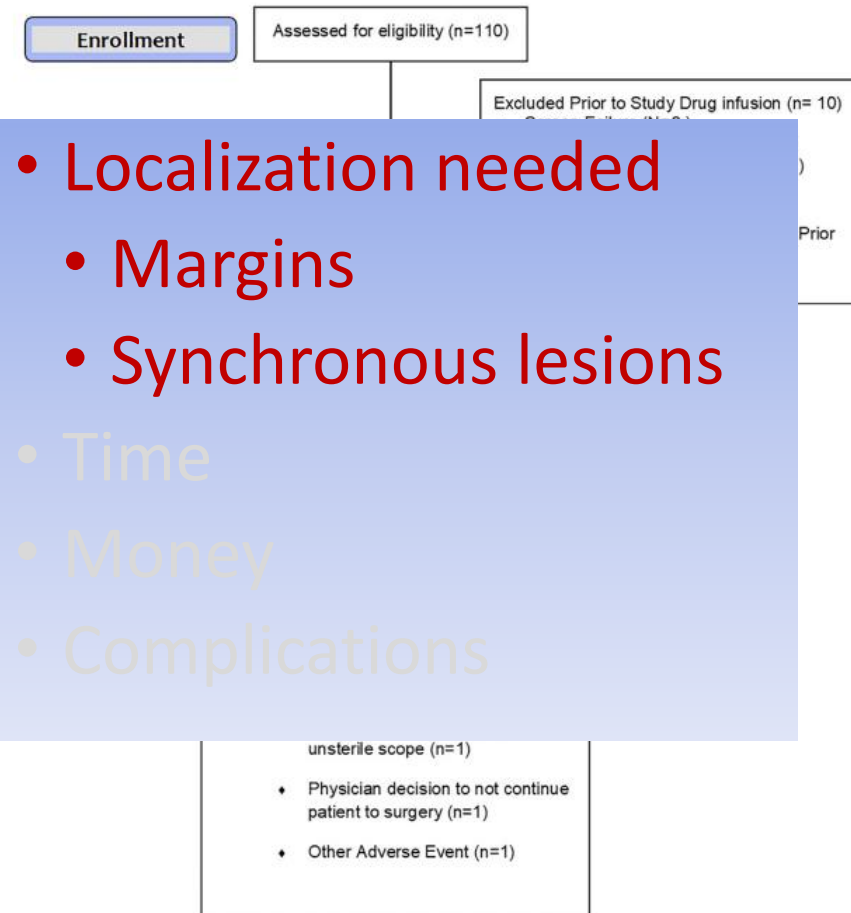 Enrollment
Assessed for eligibility (n=110)
Excluded Prior to Study Drug infusion (n= 10)
)
Prior
• Localization needed
• Margins
• Synchronous lesions
• Time
• Money
• Complications
unsterile scope (n=1)
♦ Physician decision to not continue
patient to surgery (n=1)
♦ Other Adverse Event (n=1)